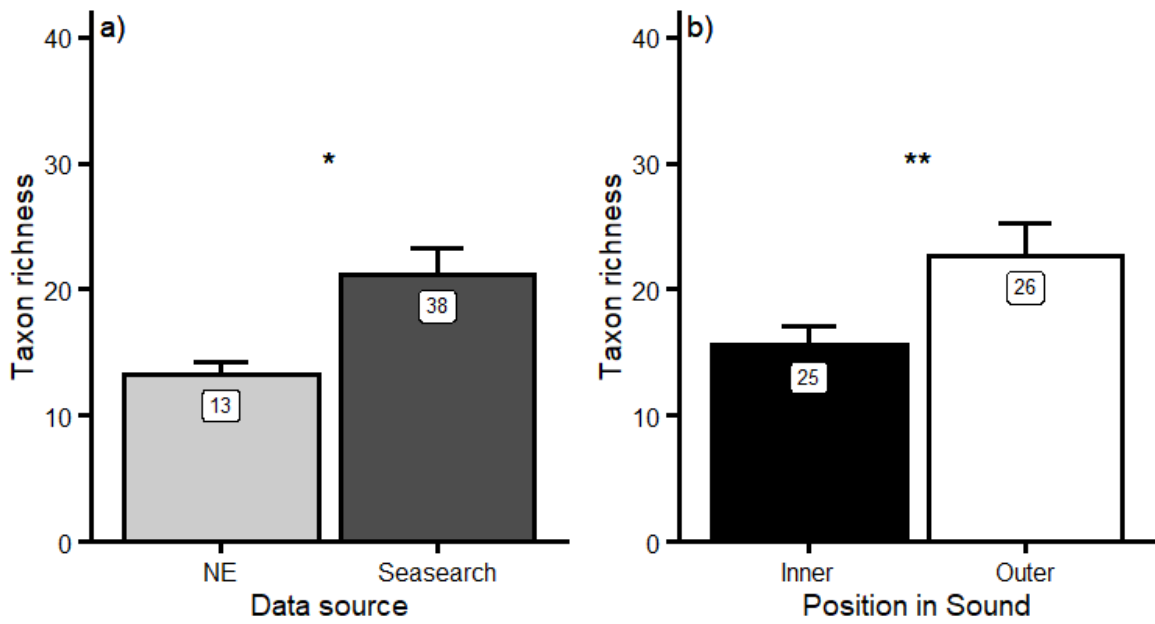 a)
Taxon richness
40
30
20
10
0
*
13
38
NE
Seasearch
Data source
b)
Taxon richness
40
30
20
10
0
**
25
26
Inner
Outer
Position in Sound